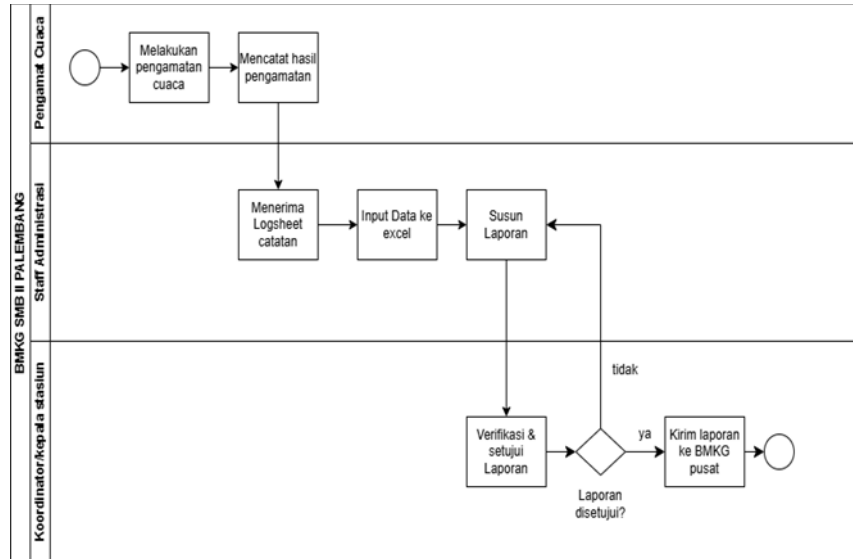 BMKG SMB II PALEMBANG
Pengamat Cuaca
Melakukan
pengamatan
cuaca
Mencatat hasil
pengamatan
Staff Administrasi
Menerima
Logsheet
catatan
Input Data ke
excel
Susun
Laporan
Koordinator/kepala stasiun
Verifikasi &
setujui
Laporan
Laporan
disetujui?
tidak
ya
Kirim laporan
ke BMKG
pusat